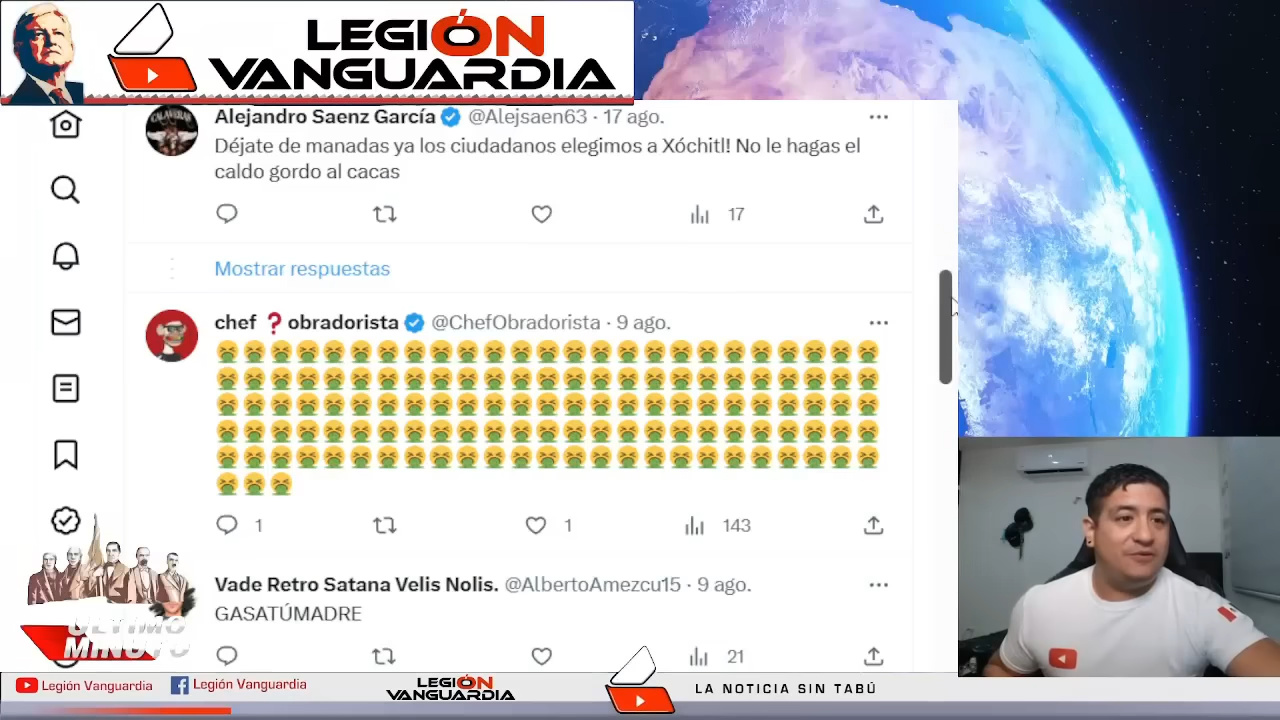 LEGIÓN
VANGUARDIA
CALAVERAS
Alejandro Saenz García @Alejsaen63 · 17 ago.
Déjate de manadas ya los ciudadanos elegimos a Xóchitl! No le hagas el
caldo gordo al cacas
17
Mostrar respuestas
chef ❓ obradorista @ChefObradorista · 9 ago.
🤮🤮🤮🤮🤮🤮🤮🤮🤮🤮🤮🤮🤮🤮🤮🤮🤮🤮🤮🤮🤮🤮🤮🤮🤮
🤮🤮🤮🤮🤮🤮🤮🤮🤮🤮🤮🤮🤮🤮🤮🤮🤮🤮🤮🤮🤮🤮🤮🤮🤮
🤮🤮🤮🤮🤮🤮🤮🤮🤮🤮🤮🤮🤮🤮🤮🤮🤮🤮🤮🤮🤮🤮🤮🤮🤮
🤮🤮🤮🤮🤮🤮🤮🤮🤮🤮🤮🤮🤮🤮🤮🤮🤮🤮🤮🤮🤮🤮🤮🤮🤮
🤮🤮🤮🤮🤮🤮🤮🤮🤮🤮🤮🤮🤮🤮🤮🤮🤮🤮🤮🤮🤮🤮🤮🤮🤮
🤮🤮🤮
1 1 143
Vade Retro Satana Velis Nolis. @AlbertoAmezcu15 · 9 ago.
GASATÚMADRE
21
ÚLTIMO
MINUTO
Legión Vanguardia Legión Vanguardia
LEGIÓN
VANGUARDIA
LA NOTICIA SIN TABÚ